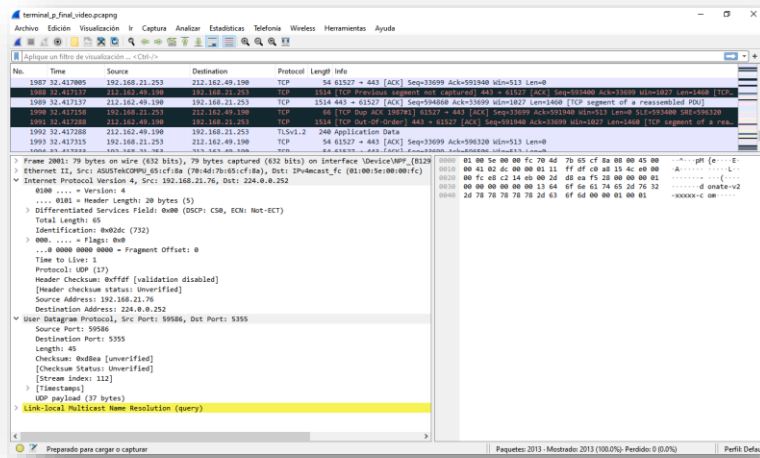 terminal_p_final_video.pcapng
Archivo Edición Visualización Ir Captura Analizar Estadísticas Telefonía Wireless Herramientas Ayuda
Aplique un filtro de visualización ... <Ctrl-/>
No. Time Source Destination Protocol Length Info
1987 32.417005 192.168.21.253 212.162.49.190 TCP 54 61527 → 443 [ACK] Seq=33699 Ack=591940 Win=513 Len=0
1988 32.417137 212.162.49.190 192.168.21.253 TCP 1514 [TCP Previous segment not captured] 443 → 61527 [ACK] Seq=593400 Ack=33699 Win=1027 Len=1460 [TCP…
1989 32.417137 212.162.49.190 192.168.21.253 TCP 1514 443 → 61527 [ACK] Seq=594860 Ack=33699 Win=1027 Len=1460 [TCP segment of a reassembled PDU]
1990 32.417158 192.168.21.253 212.162.49.190 TCP 66 [TCP Dup ACK 1987#1] 61527 → 443 [ACK] Seq=33699 Ack=591940 Win=513 Len=0 SLE=593400 SRE=596320
1991 32.417288 212.162.49.190 192.168.21.253 TCP 1514 [TCP Out-Of-Order] 443 → 61527 [ACK] Seq=591940 Ack=33699 Win=1027 Len=1460 [TCP segment of a rea…
1992 32.417288 212.162.49.190 192.168.21.253 TLSv1.2 240 Application Data
1993 32.417315 192.168.21.253 212.162.49.190 TCP 54 61527 → 443 [ACK] Seq=33699 Ack=596320 Win=513 Len=0
Frame 2001: 79 bytes on wire (632 bits), 79 bytes captured (632 bits) on interface \Device\NPF_{B129
Ethernet II, Src: ASUSTekCOMPU_65:cf:8a (70:4d:7b:65:cf:8a), Dst: IPv4mcast_fc (01:00:5e:00:00:fc)
Internet Protocol Version 4, Src: 192.168.21.76, Dst: 224.0.0.252
0100 .... = Version: 4
.... 0101 = Header Length: 20 bytes (5)
Differentiated Services Field: 0x00 (DSCP: CS0, ECN: Not-ECT)
Total Length: 65
Identification: 0x02dc (732)
000. .... = Flags: 0x0
...0 0000 0000 0000 = Fragment Offset: 0
Time to Live: 1
Protocol: UDP (17)
Header Checksum: 0xffdf [validation disabled]
[Header checksum status: Unverified]
Source Address: 192.168.21.76
Destination Address: 224.0.0.252
User Datagram Protocol, Src Port: 59586, Dst Port: 5355
Source Port: 59586
Destination Port: 5355
Length: 45
Checksum: 0xd8ea [unverified]
[Checksum Status: Unverified]
[Stream index: 112]
[Timestamps]
UDP payload (37 bytes)
Link-local Multicast Name Resolution (query)
0000 01 00 5e 00 00 fc 70 4d 7b 65 cf 8a 08 00 45 00 ··^···pM {e····E·
0010 00 41 02 dc 00 00 01 11 ff df c0 a8 15 4c e0 00 ·A······ ·····L··
0020 00 fc e8 c2 14 eb 00 2d d8 ea f5 28 00 00 00 01 ·······- ···(····
0030 00 00 00 00 00 00 13 64 6f 6e 61 74 65 2d 76 32 ·······d onate-v2
0040 2d 78 78 78 78 78 2d 63 6f 6d 00 00 01 00 01 -xxxxx-c om·····
Preparado para cargar o capturar
Paquetes: 2013 · Mostrado: 2013 (100.0%) · Perdido: 0 (0.0%)
Perfil: Defau